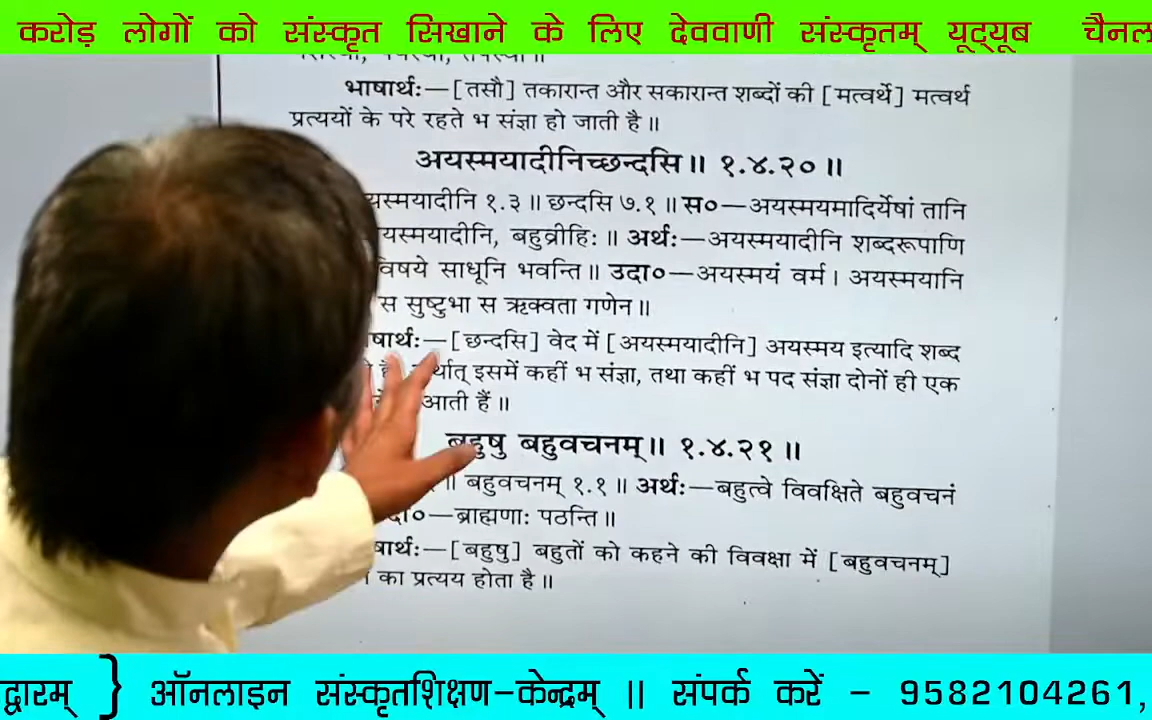 करोड़ लोगों को संस्कृत सिखाने के लिए देववाणी संस्कृतम् यूट्यूब चैनल
भाषार्थः—[तसौ] तकारान्त और सकारान्त शब्दों की [मत्वर्थे] मत्वर्थ
प्रत्ययों के परे रहते भ संज्ञा हो जाती है॥
अयस्मयादीनिच्छन्दसि॥ १.४.२०॥
यस्मयादीनि १.३॥ छन्दसि ७.१॥ स०—अयस्मयमादिर्येषां तानि
यस्मयादीनि, बहुव्रीहिः॥ अर्थः—अयस्मयादीनि शब्दरूपाणि
विषये साधूनि भवन्ति॥ उदा०—अयस्मयं वर्म। अयस्मयानि
स सुष्टुभा स ऋक्वता गणेन॥
षार्थः—[छन्दसि] वेद में [अयस्मयादीनि] अयस्मय इत्यादि शब्द
र्थात् इसमें कहीं भ संज्ञा, तथा कहीं भ पद संज्ञा दोनों ही एक
आती हैं॥
बहुषु बहुवचनम्॥ १.४.२१॥
॥ बहुवचनम् १.१॥ अर्थः—बहुत्वे विवक्षिते बहुवचनं
दा०—ब्राह्मणाः पठन्ति॥
षार्थः—[बहुषु] बहुतों को कहने की विवक्षा में [बहुवचनम्]
का प्रत्यय होता है॥
द्वारम् } ऑनलाइन संस्कृतशिक्षण-केन्द्रम् || संपर्क करें - 9582104261,